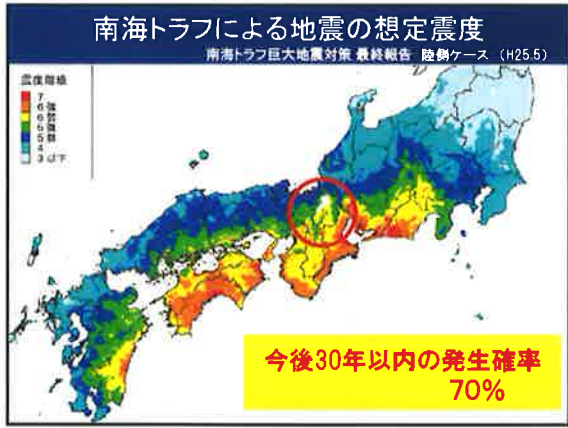 南海トラフによる地震の想定震度
南海トラフ巨大地震対策 最終報告 陸側ケース (H25.5)
震度階級
7
6強
6弱
5強
5弱
4
3以下
今後30年以内の発生確率
70%